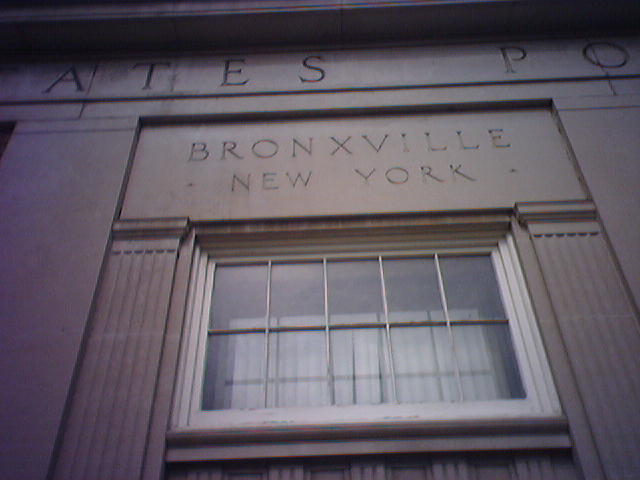 ATES PO
BRONXVILLE
NEW YORK